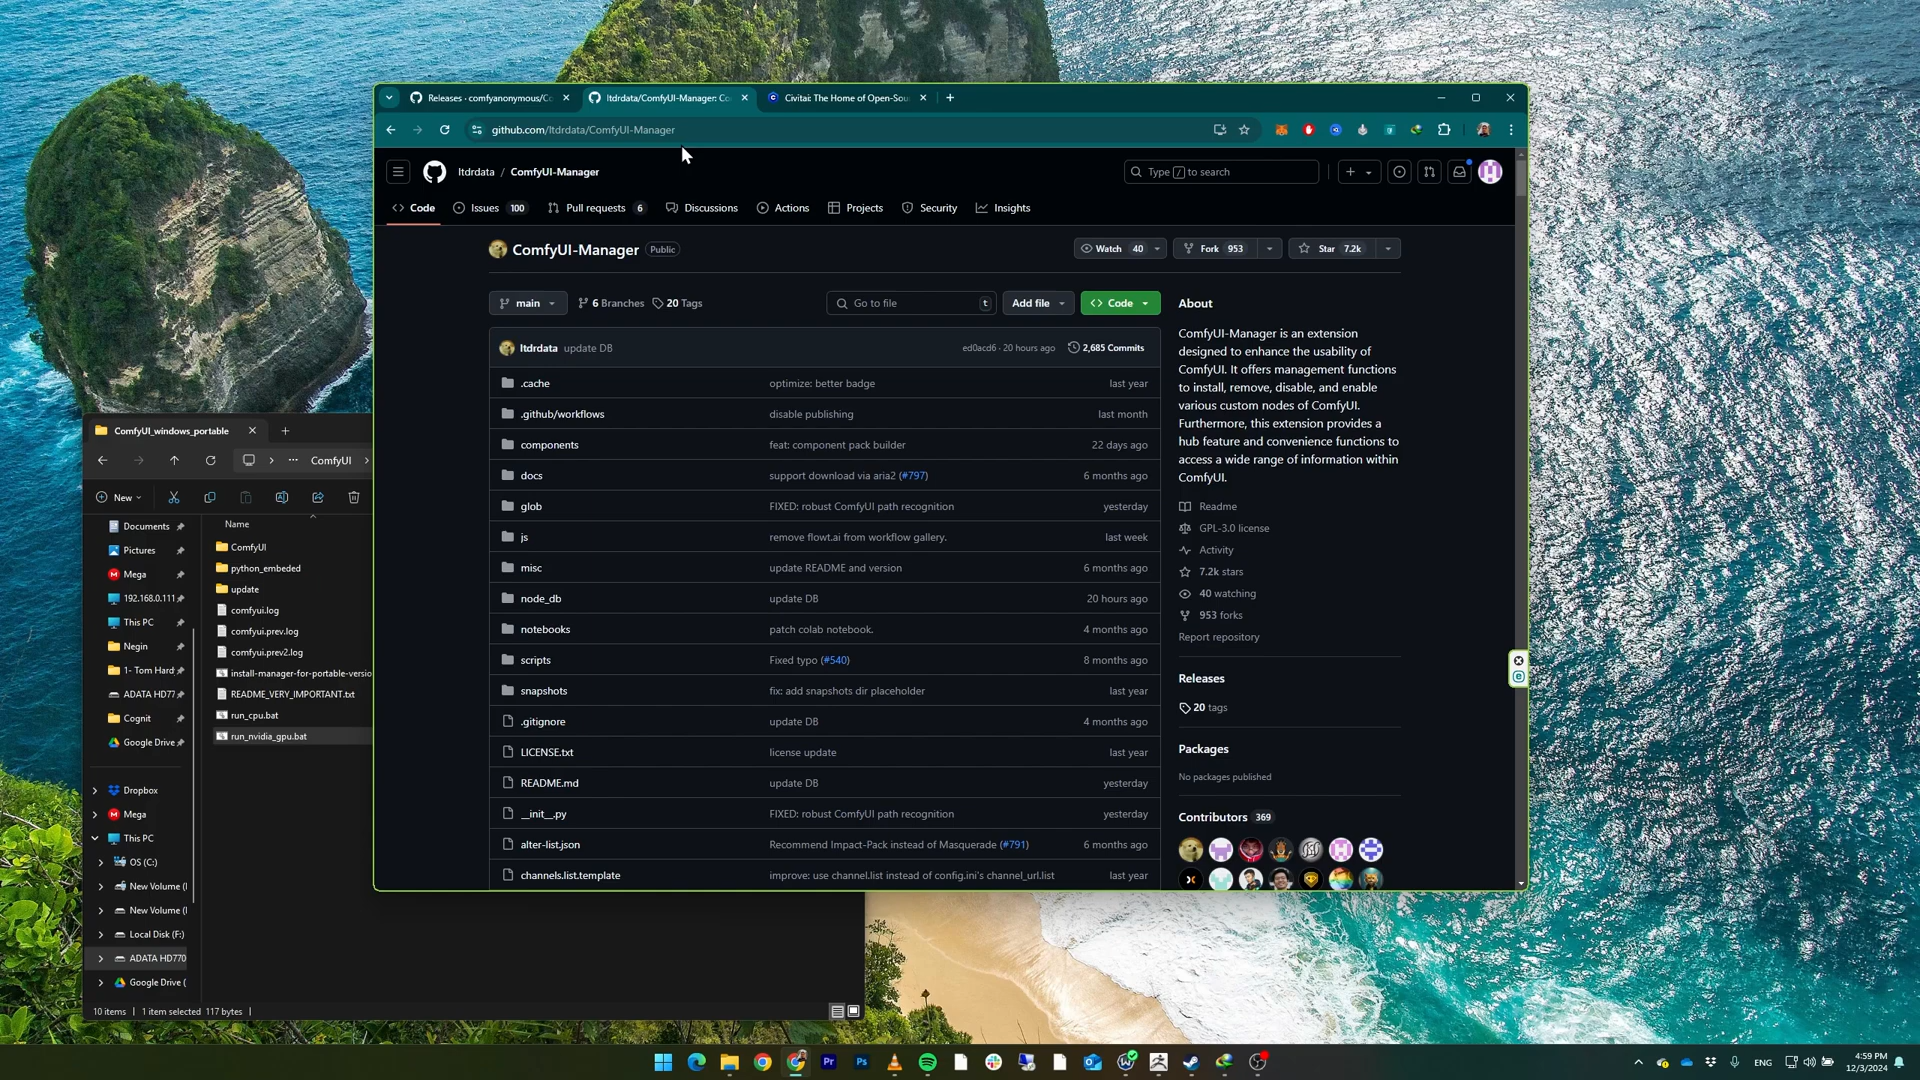 Releases · comfyanonymous/Co
ltdrdata/ComfyUI-Manager: Co
Civitai: The Home of Open-Sou
github.com/ltdrdata/ComfyUI-Manager
ltdrdata / ComfyUI-Manager
Type / to search
Code
Issues 100
Pull requests 6
Discussions
Actions
Projects
Security
Insights
ComfyUI-Manager Public
Watch 40
Fork 953
Star 7.2k
main
6 Branches
20 Tags
Go to file t
Add file
Code
ltdrdata update DB
ed0acd6 · 20 hours ago
2,685 Commits
.cache optimize: better badge last year
.github/workflows disable publishing last month
components feat: component pack builder 22 days ago
docs support download via aria2 (#797) 6 months ago
glob FIXED: robust ComfyUI path recognition yesterday
js remove flowt.ai from workflow gallery. last week
misc update README and version 6 months ago
node_db update DB 20 hours ago
notebooks patch colab notebook. 4 months ago
scripts Fixed typo (#540) 8 months ago
snapshots fix: add snapshots dir placeholder last year
.gitignore update DB 4 months ago
LICENSE.txt license update last year
README.md update DB yesterday
__init__.py FIXED: robust ComfyUI path recognition yesterday
alter-list.json Recommend Impact-Pack instead of Masquerade (#791) 6 months ago
channels.list.template improve: use channel.list instead of config.ini's channel_url.list last year
About
ComfyUI-Manager is an extension
designed to enhance the usability of
ComfyUI. It offers management functions
to install, remove, disable, and enable
various custom nodes of ComfyUI.
Furthermore, this extension provides a
hub feature and convenience functions to
access a wide range of information within
ComfyUI.
Readme
GPL-3.0 license
Activity
7.2k stars
40 watching
953 forks
Report repository
Releases
20 tags
Packages
No packages published
Contributors 369
ComfyUI_windows_portable
ComfyUI
New
Name
Documents
Pictures
Mega
192.168.0.111
This PC
Negin
1- Tom Hard
ADATA HD77
Cognit
Google Drive
Dropbox
Mega
This PC
OS (C:)
New Volume (
New Volume (
Local Disk (F:)
ADATA HD770
Google Drive (
ComfyUI
python_embeded
update
comfyui.log
comfyui.prev.log
comfyui.prev2.log
install-manager-for-portable-versio
README_VERY_IMPORTANT.txt
run_cpu.bat
run_nvidia_gpu.bat
10 items
1 item selected 117 bytes
Pr
Ps
ENG
4:59 PM
12/3/2024